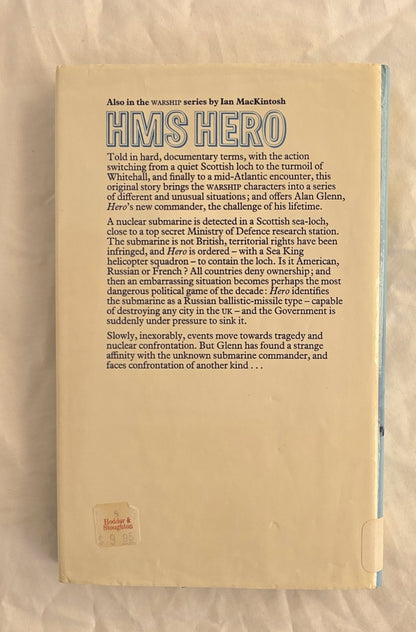 Also in the WARSHIP series by Ian MacKintosh
HMS HERO
Told in hard, documentary terms, with the action
switching from a quiet Scottish loch to the turmoil of
Whitehall, and finally to a mid-Atlantic encounter, this
original story brings the WARSHIP characters into a series
of different and unusual situations; and offers Alan Glenn,
Hero's new commander, the challenge of his lifetime.
A nuclear submarine is detected in a Scottish sea-loch,
close to a top secret Ministry of Defence research station.
The submarine is not British, territorial rights have been
infringed, and Hero is ordered – with a Sea King
helicopter squadron – to contain the loch. Is it American,
Russian or French? All countries deny ownership; and
then an embarrassing situation becomes perhaps the most
dangerous political game of the decade: Hero identifies
the submarine as a Russian ballistic-missile type – capable
of destroying any city in the UK – and the Government is
suddenly under pressure to sink it.
Slowly, inexorably, events move towards tragedy and
nuclear confrontation. But Glenn has found a strange
affinity with the unknown submarine commander, and
faces confrontation of another kind . . .
Hodder &
Stoughton
$ 9.95